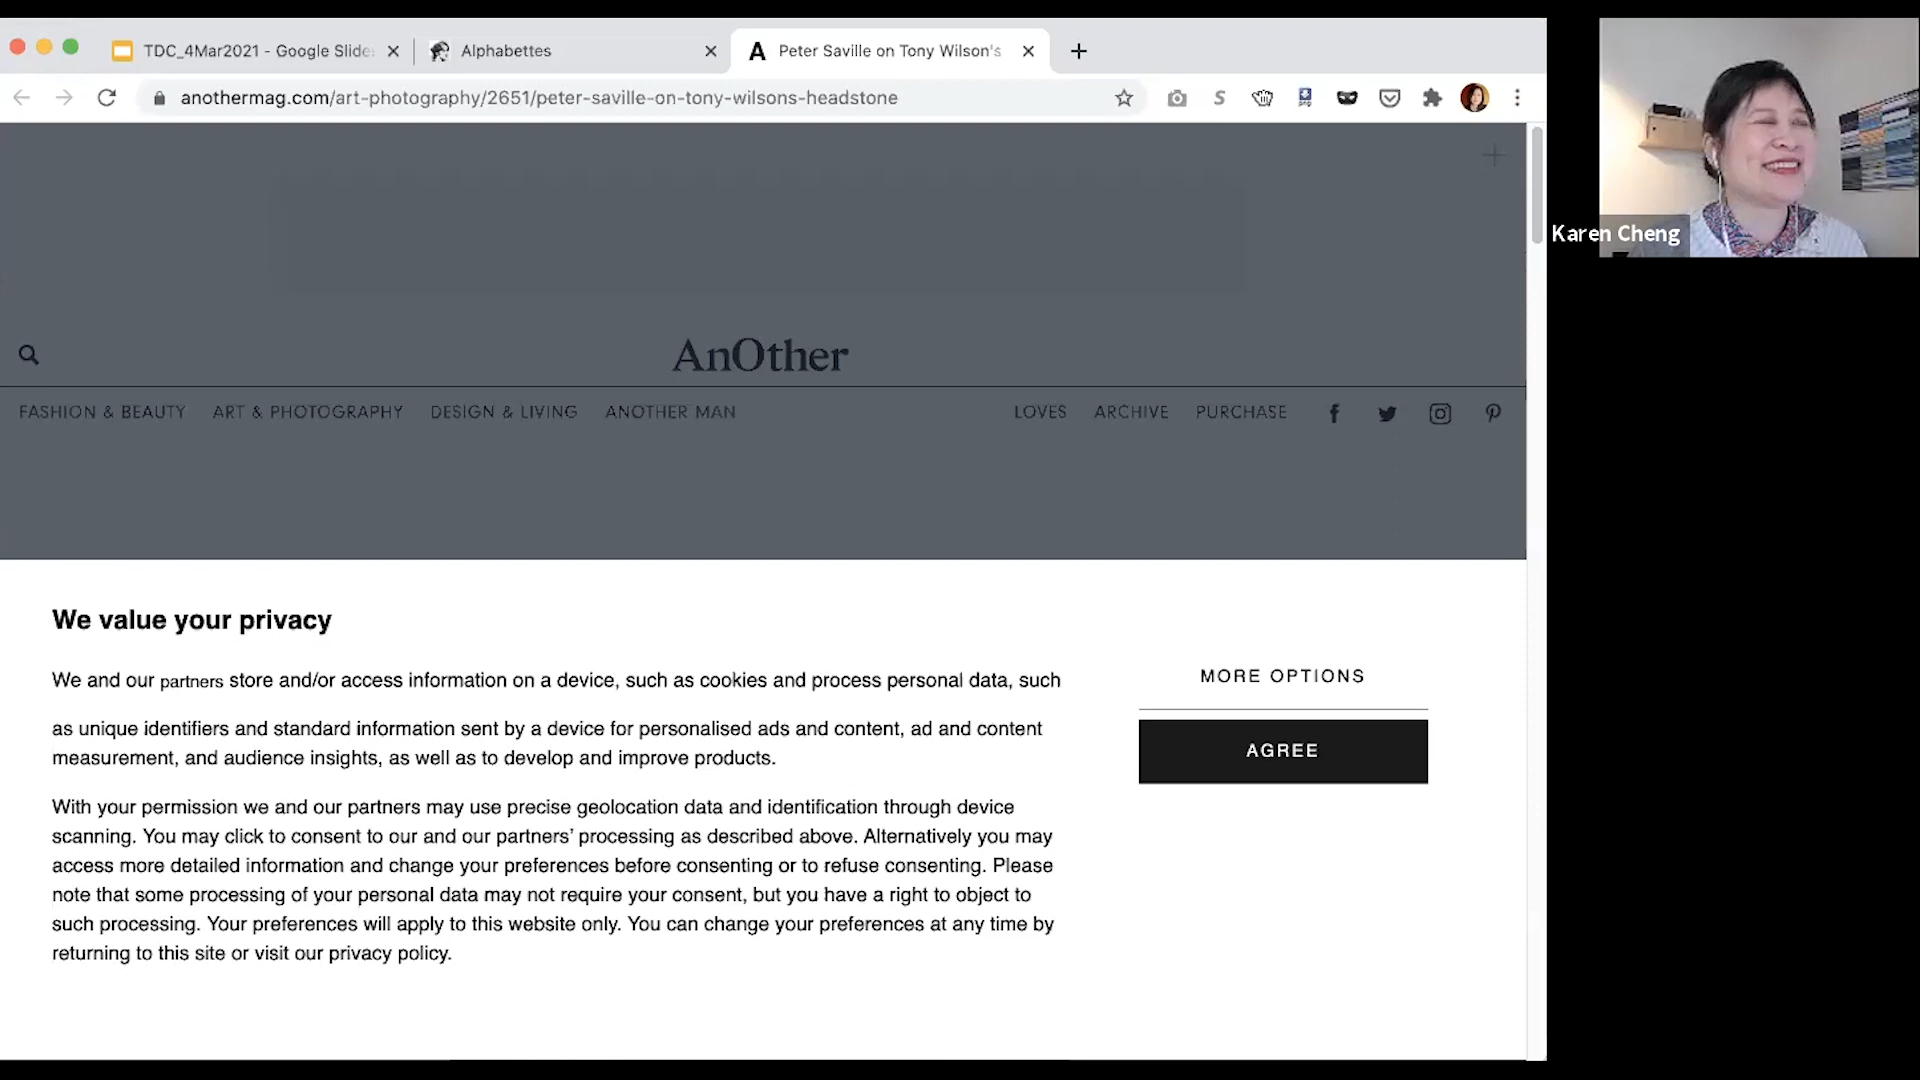 TDC_4Mar2021 - Google Slide
Alphabettes
A Peter Saville on Tony Wilson's
anothermag.com/art-photography/2651/peter-saville-on-tony-wilsons-headstone
Karen Cheng
AnOther
FASHION & BEAUTY ART & PHOTOGRAPHY DESIGN & LIVING ANOTHER MAN LOVES ARCHIVE PURCHASE
We value your privacy
We and our partners store and/or access information on a device, such as cookies and process personal data, such
as unique identifiers and standard information sent by a device for personalised ads and content, ad and content
measurement, and audience insights, as well as to develop and improve products.
With your permission we and our partners may use precise geolocation data and identification through device
scanning. You may click to consent to our and our partners’ processing as described above. Alternatively you may
access more detailed information and change your preferences before consenting or to refuse consenting. Please
note that some processing of your personal data may not require your consent, but you have a right to object to
such processing. Your preferences will apply to this website only. You can change your preferences at any time by
returning to this site or visit our privacy policy.
MORE OPTIONS
AGREE